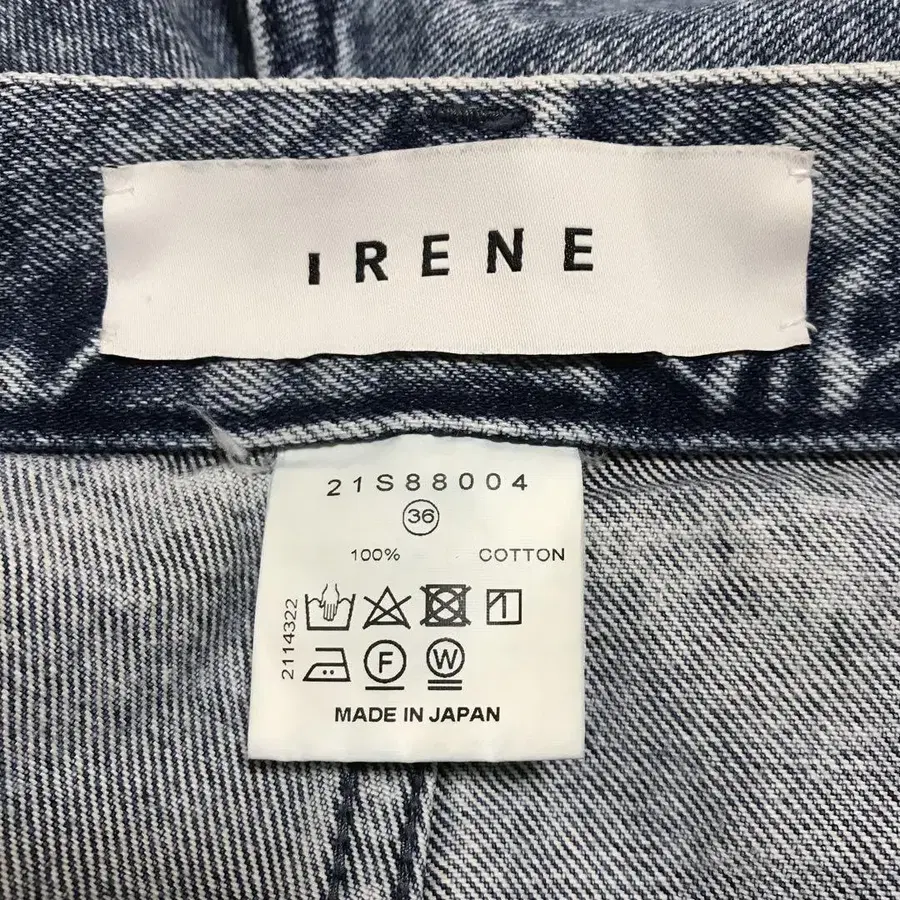 IRENE
21S88004
36
100% COTTON
2114322
F W
MADE IN JAPAN